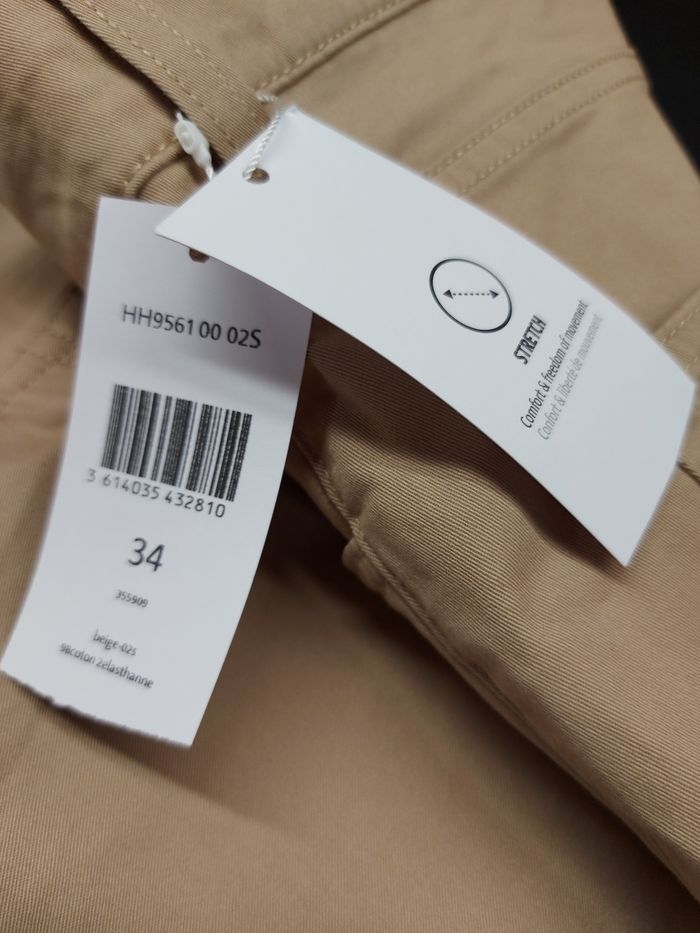 HH9561 00 02S
3 614035 432810
34
355909
beige-02S
98coton 2elasthanne
STRETCH
Comfort & freedom of movement
Confort & liberté de mouvement